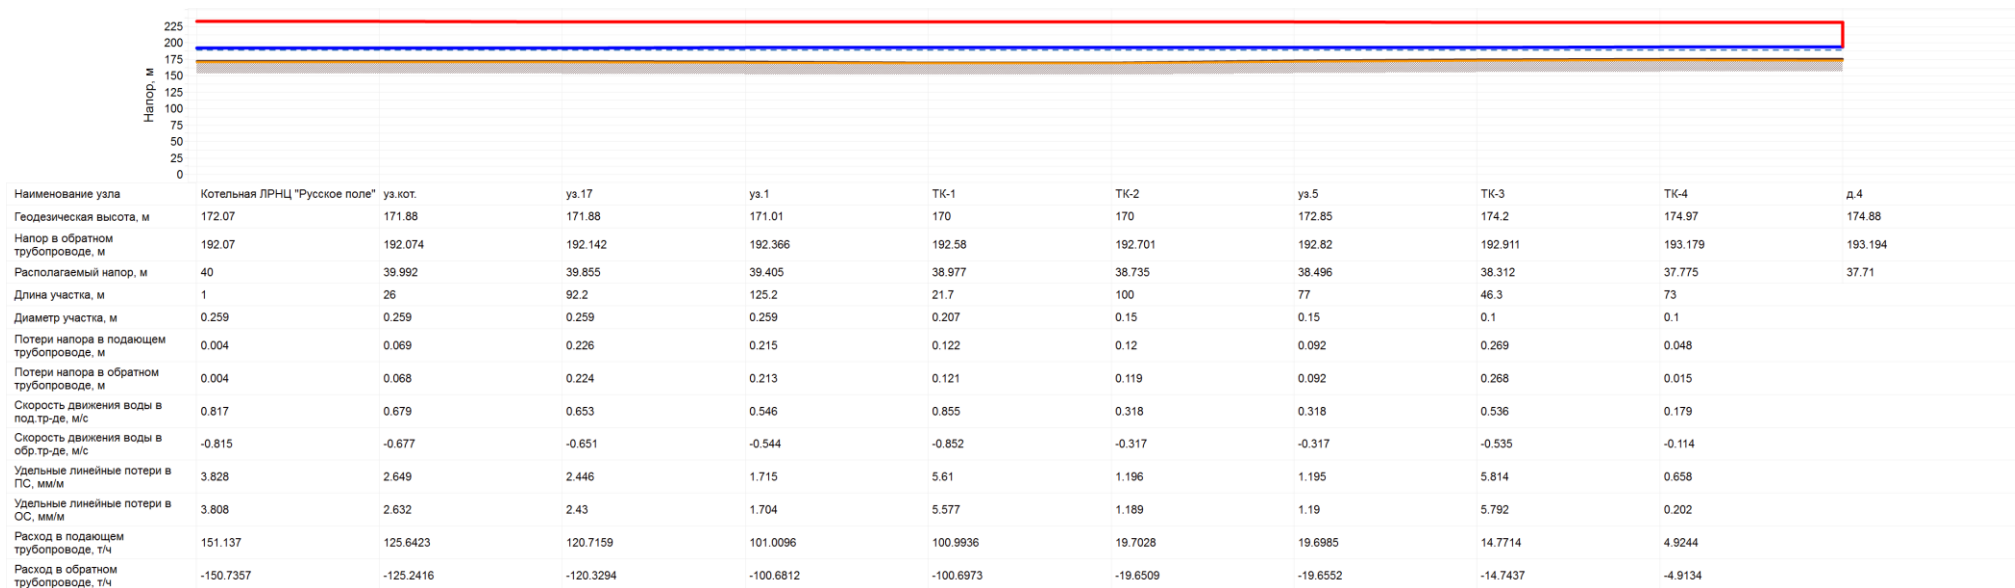 225
200
175
150
125
100
75
50
25
0
Напор, м
Наименование узла Котельная ЛРНЦ "Русское поле" уз.кот. уз.17 уз.1 ТК-1 ТК-2 уз.5 ТК-3 ТК-4 д.4
Геодезическая высота, м 172.07 171.88 171.88 171.01 170 170 172.85 174.2 174.97 174.88
Напор в обратном
трубопроводе, м 192.07 192.074 192.142 192.366 192.58 192.701 192.82 192.911 193.179 193.194
Располагаемый напор, м 40 39.992 39.855 39.405 38.977 38.735 38.496 38.312 37.775 37.71
Длина участка, м 1 26 92.2 125.2 21.7 100 77 46.3 73
Диаметр участка, м 0.259 0.259 0.259 0.259 0.207 0.15 0.15 0.1 0.1
Потери напора в подающем
трубопроводе, м 0.004 0.069 0.226 0.215 0.122 0.12 0.092 0.269 0.048
Потери напора в обратном
трубопроводе, м 0.004 0.068 0.224 0.213 0.121 0.119 0.092 0.268 0.015
Скорость движения воды в
под.тр-де, м/с 0.817 0.679 0.653 0.546 0.855 0.318 0.318 0.536 0.179
Скорость движения воды в
обр.тр-де, м/с -0.815 -0.677 -0.651 -0.544 -0.852 -0.317 -0.317 -0.535 -0.114
Удельные линейные потери в
ПС, мм/м 3.828 2.649 2.446 1.715 5.61 1.196 1.195 5.814 0.658
Удельные линейные потери в
ОС, мм/м 3.808 2.632 2.43 1.704 5.577 1.189 1.19 5.792 0.202
Расход в подающем
трубопроводе, т/ч 151.137 125.6423 120.7159 101.0096 100.9936 19.7028 19.6985 14.7714 4.9244
Расход в обратном
трубопроводе, т/ч -150.7357 -125.2416 -120.3294 -100.6812 -100.6973 -19.6509 -19.6552 -14.7437 -4.9134